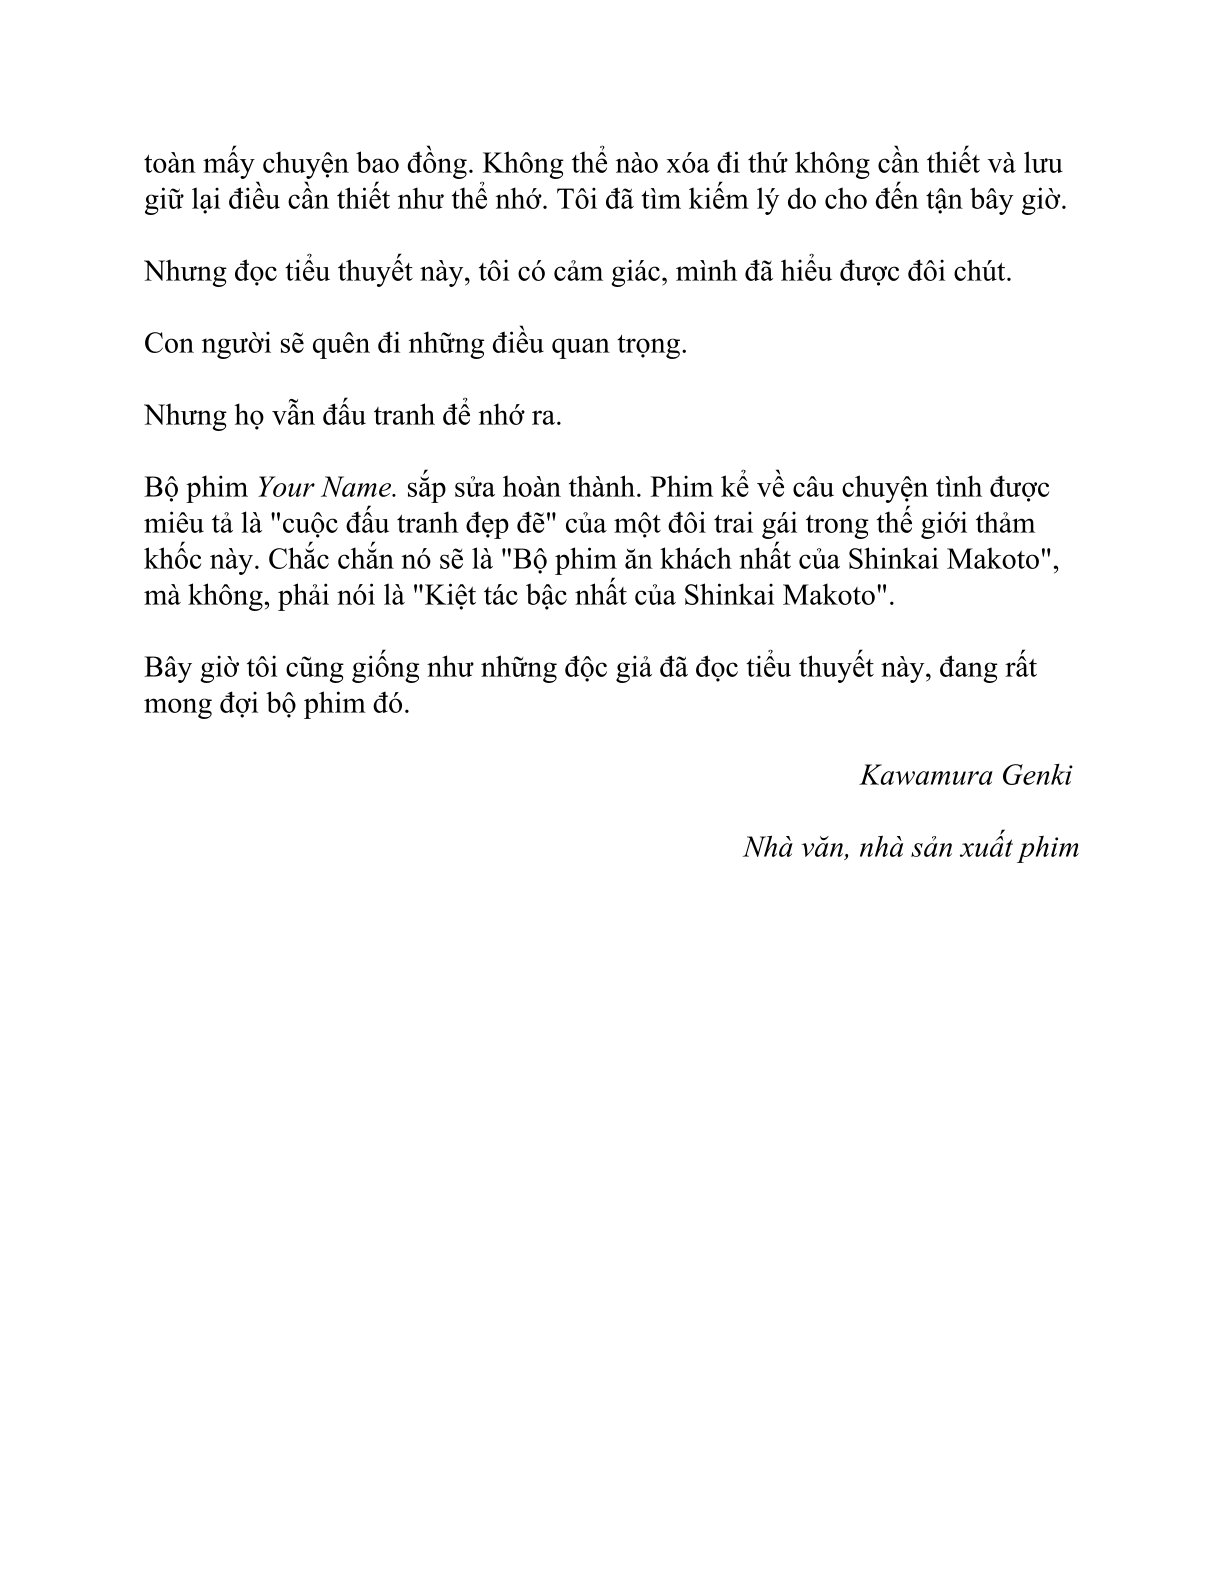 toàn mấy chuyện bao đồng. Không thể nào xóa đi thứ không cần thiết và lưu
giữ lại điều cần thiết như thể nhớ. Tôi đã tìm kiếm lý do cho đến tận bây giờ.
Nhưng đọc tiểu thuyết này, tôi có cảm giác, mình đã hiểu được đôi chút.
Con người sẽ quên đi những điều quan trọng.
Nhưng họ vẫn đấu tranh để nhớ ra.
Bộ phim Your Name. sắp sửa hoàn thành. Phim kể về câu chuyện tình được
miêu tả là "cuộc đấu tranh đẹp đẽ" của một đôi trai gái trong thế giới thảm
khốc này. Chắc chắn nó sẽ là "Bộ phim ăn khách nhất của Shinkai Makoto",
mà không, phải nói là "Kiệt tác bậc nhất của Shinkai Makoto".
Bây giờ tôi cũng giống như những độc giả đã đọc tiểu thuyết này, đang rất
mong đợi bộ phim đó.
Kawamura Genki
Nhà văn, nhà sản xuất phim